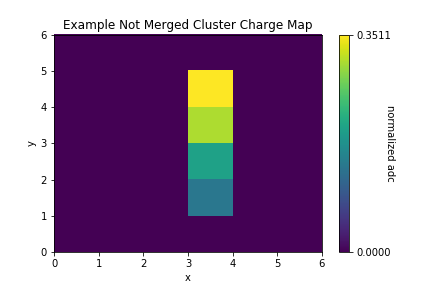 Example Not Merged Cluster Charge Map
6
5
4
3
2
1
0
y
0 1 2 3 4 5 6
x
0.3511
0.0000
normalized adc